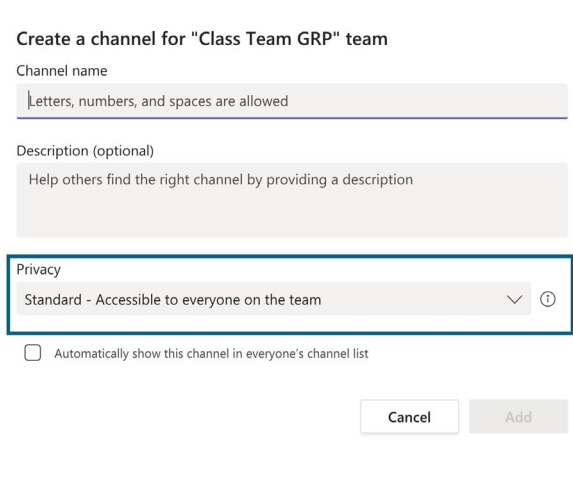 Create a channel for "Class Team GRP" team
Channel name
Letters, numbers, and spaces are allowed
Description (optional)
Help others find the right channel by providing a description
Privacy
Standard - Accessible to everyone on the team
Automatically show this channel in everyone's channel list
Cancel
Add